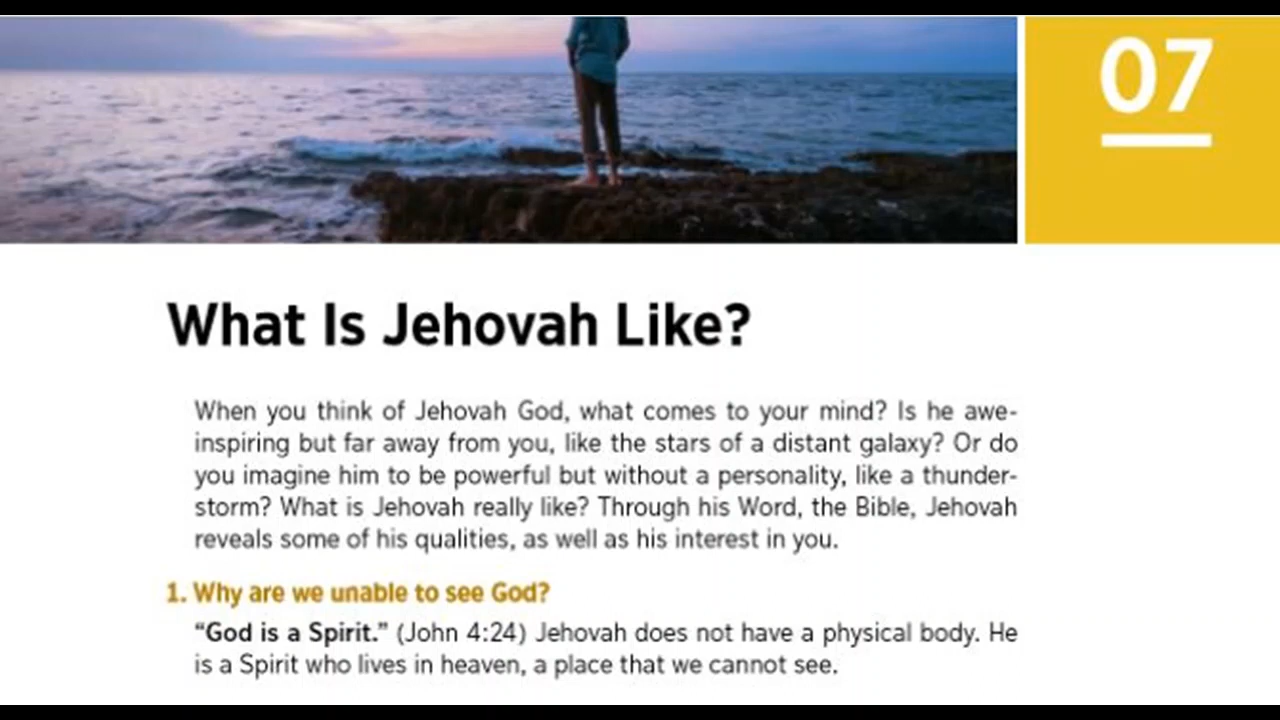 07
What Is Jehovah Like?
When you think of Jehovah God, what comes to your mind? Is he awe-
inspiring but far away from you, like the stars of a distant galaxy? Or do
you imagine him to be powerful but without a personality, like a thunder-
storm? What is Jehovah really like? Through his Word, the Bible, Jehovah
reveals some of his qualities, as well as his interest in you.
1. Why are we unable to see God?
“God is a Spirit.” (John 4:24) Jehovah does not have a physical body. He
is a Spirit who lives in heaven, a place that we cannot see.